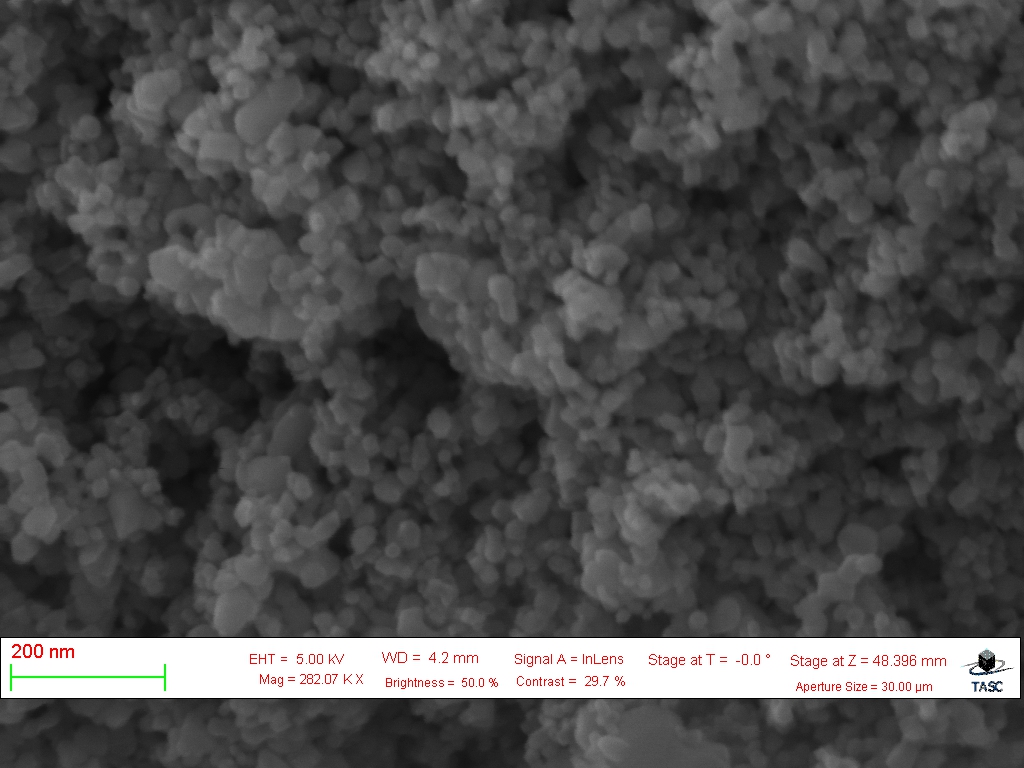 200 nm
EHT = 5.00 kV
WD = 4.2 mm
Signal A = InLens
Stage at T = -0.0 °
Stage at Z = 48.396 mm
Mag = 282.07 K X
Brightness = 50.0 %
Contrast = 29.7 %
Aperture Size = 30.00 µm
TASC